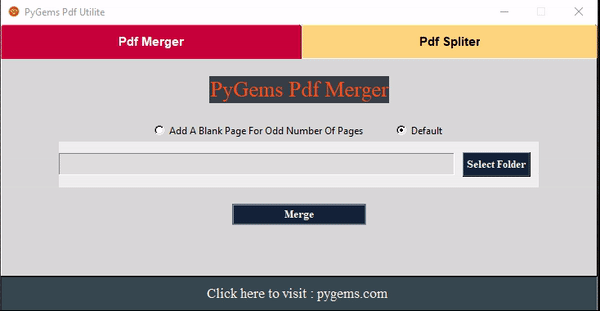 PyGems Pdf Utilite
Pdf Merger
Pdf Spliter
PyGems Pdf Merger
Add A Blank Page For Odd Number Of Pages
Default
Select Folder
Merge
Click here to visit : pygems.com